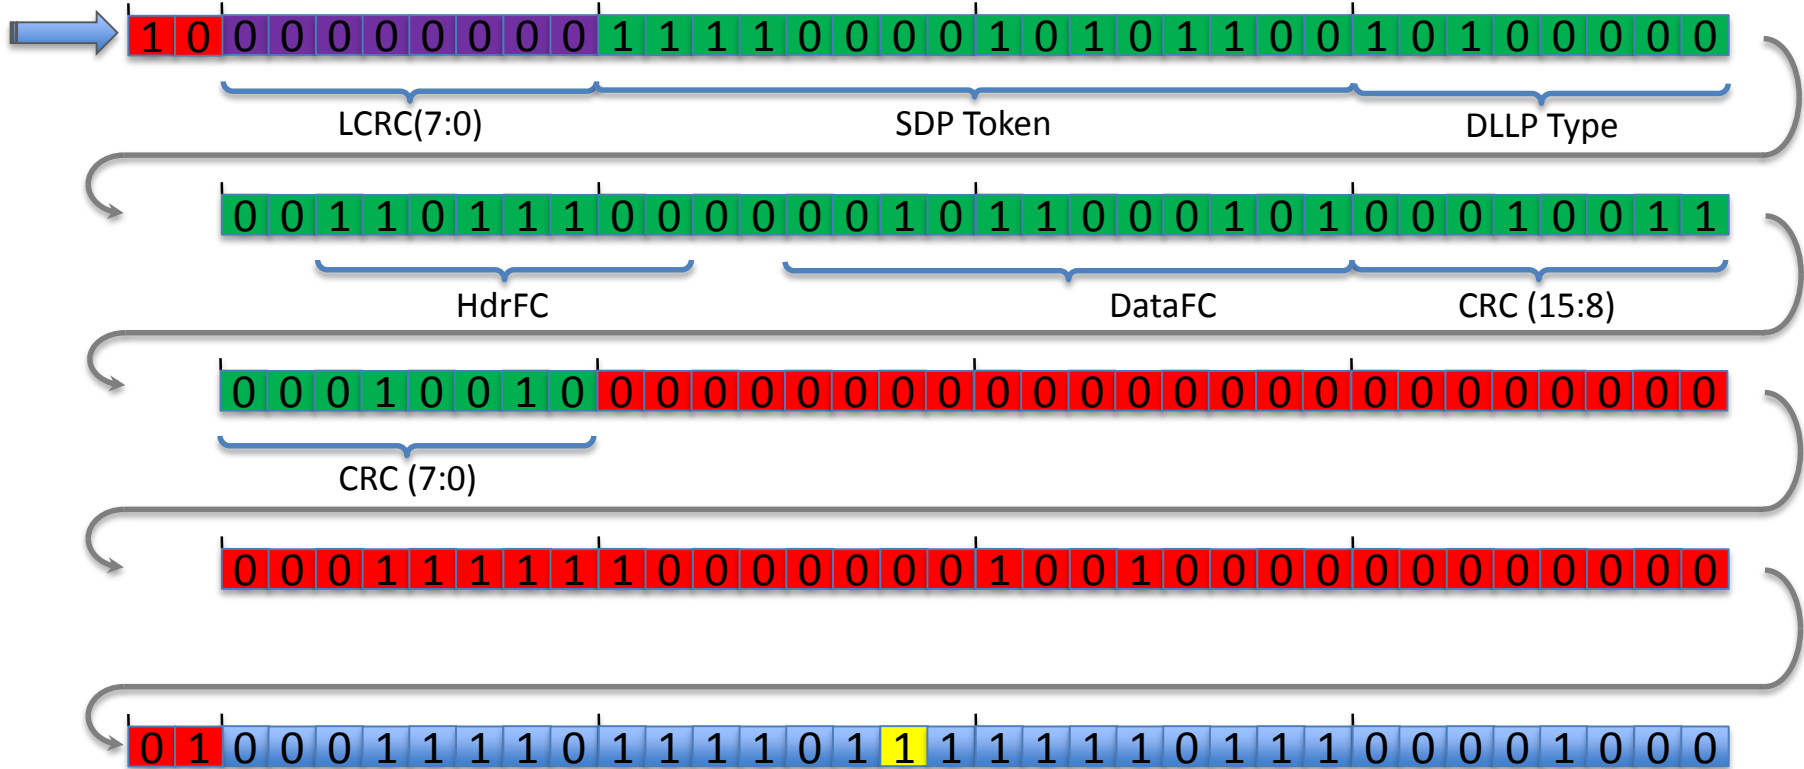 1 0 0 0 0 0 0 0 0 0 1 1 1 1 0 0 0 0 1 0 1 0 1 1 0 0 1 0 1 0 0 0 0 0
LCRC(7:0) SDP Token DLLP Type
0 0 1 1 0 1 1 1 0 0 0 0 0 0 1 0 1 1 0 0 0 1 0 1 0 0 0 1 0 0 1 1
HdrFC DataFC CRC (15:8)
0 0 0 1 0 0 1 0 0 0 0 0 0 0 0 0 0 0 0 0 0 0 0 0 0 0 0 0 0 0 0 0
CRC (7:0)
0 0 0 1 1 1 1 1 1 0 0 0 0 0 0 0 1 0 0 1 0 0 0 0 0 0 0 0 0 0 0 0
0 1 0 0 0 1 1 1 1 0 1 1 1 1 0 1 1 1 1 1 1 1 0 1 1 1 0 0 0 0 1 0 0 0